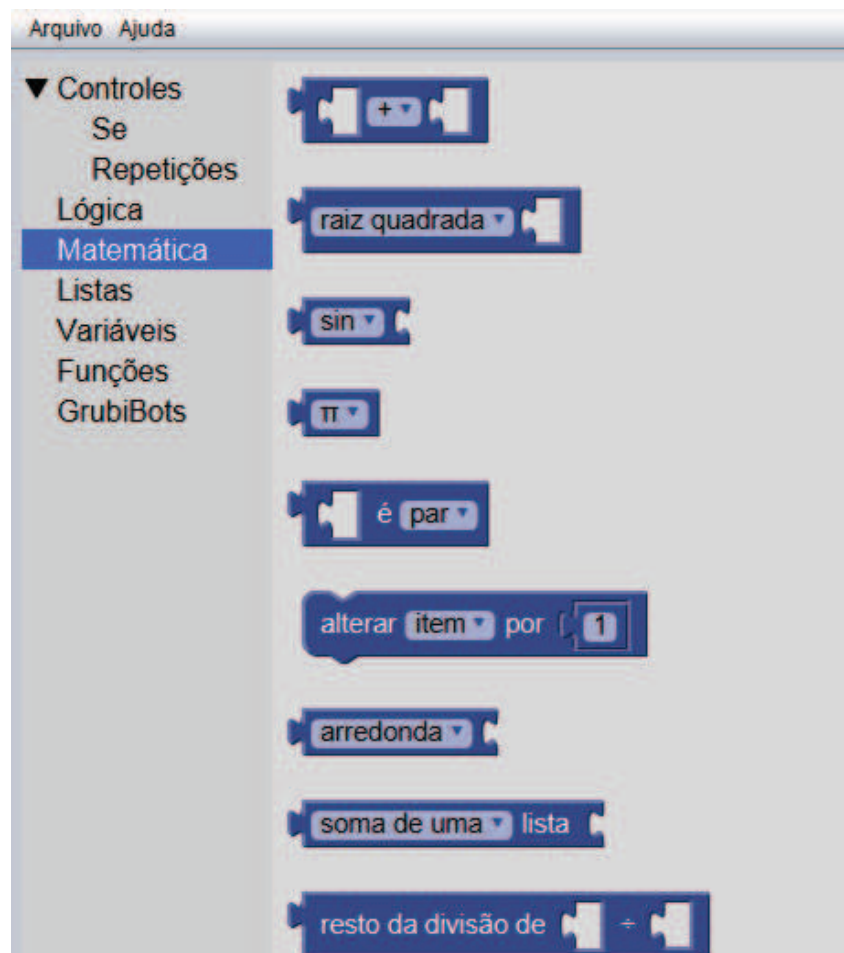 Arquivo Ajuda
▼ Controles
Se
Repetições
Lógica
Matemática
Listas
Variáveis
Funções
GrubiBots
+
raiz quadrada
sin
π
é par
alterar item por 1
arredonda
soma de uma lista
resto da divisão de ÷